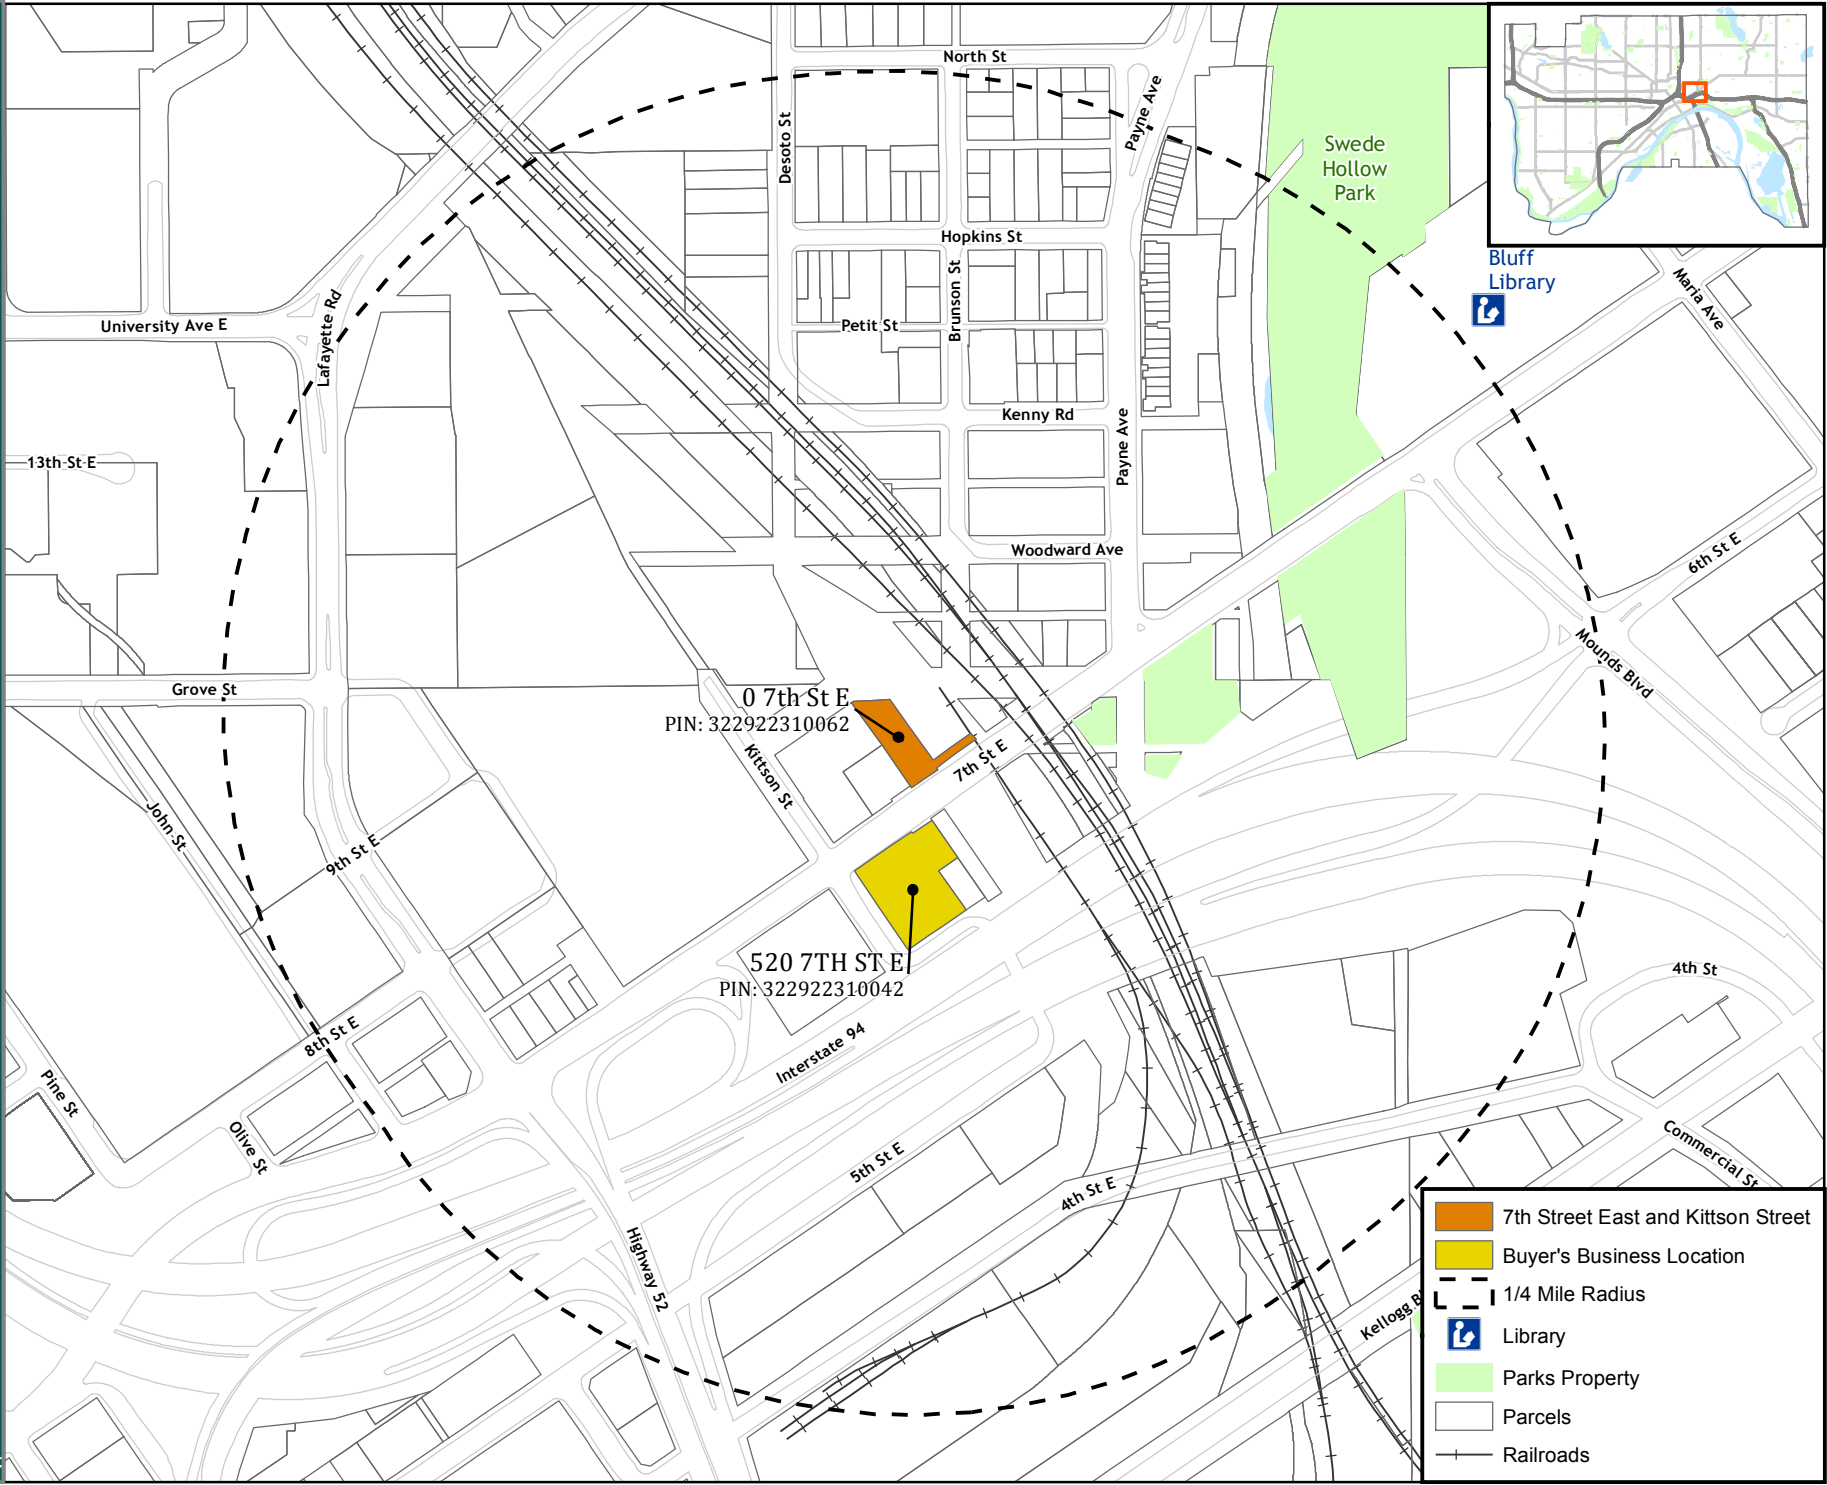 North St
Payne Ave
Desoto St
Swede
Hollow
Park
Hopkins St
Brunson St
Bluff
Library
Maria Ave
Lafayette Rd
University Ave E
Petit St
Kenny Rd
Payne Ave
13th St E
Woodward Ave
6th St E
Mounds Blvd
Grove St
0 7th St E
PIN: 322922310062
Kittson St
7th St E
John St
9th St E
520 7TH ST E
PIN: 322922310042
4th St
8th St E
Interstate 94
Pine St
Olive St
5th St E
4th St E
Commercial St
Highway 52
Kellogg B
7th Street East and Kittson Street
Buyer's Business Location
1/4 Mile Radius
Library
Parks Property
Parcels
Railroads